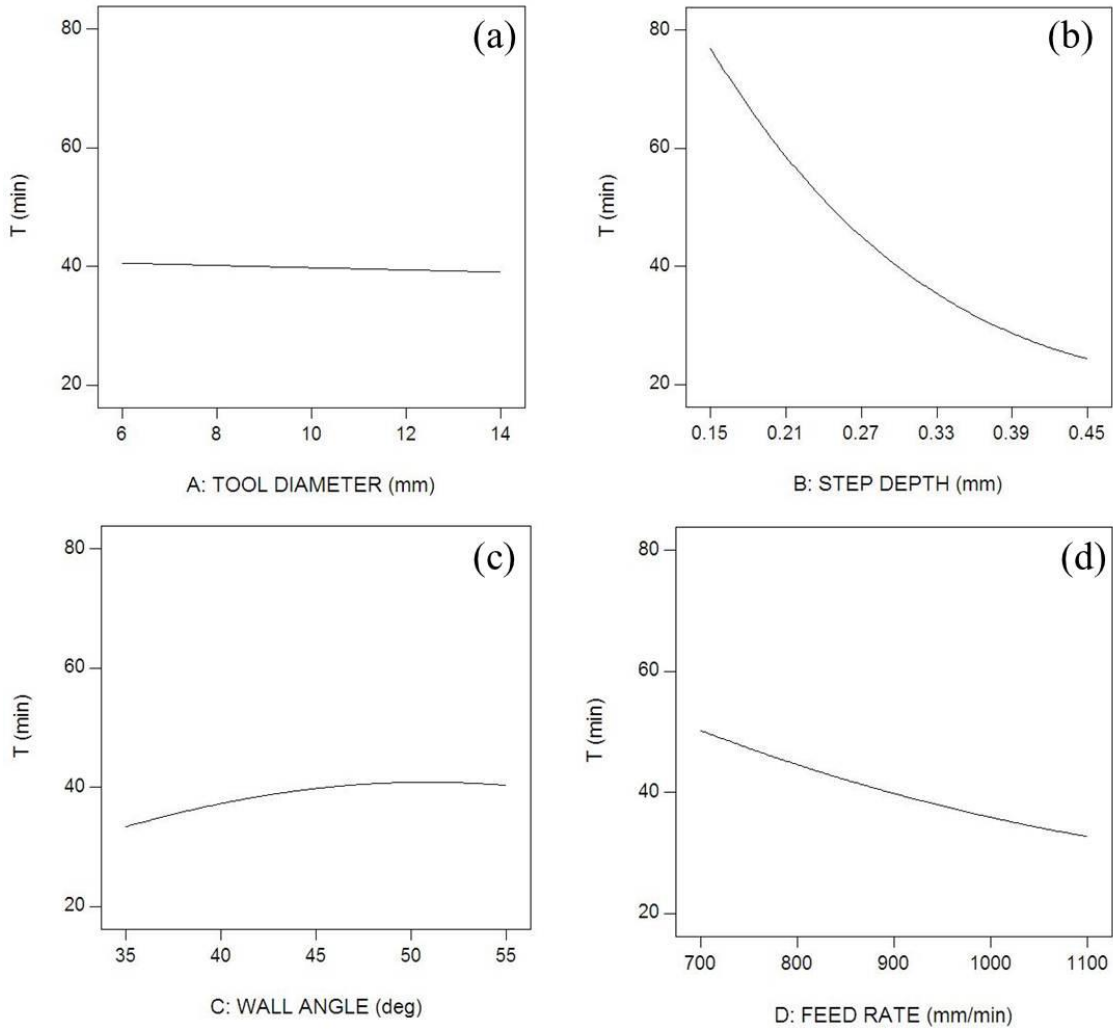 (a)
80
60
40
20
T (min)
6 8 10 12 14
A: TOOL DIAMETER (mm)
(b)
80
60
40
20
T (min)
0.15 0.21 0.27 0.33 0.39 0.45
B: STEP DEPTH (mm)
(c)
80
60
40
20
T (min)
35 40 45 50 55
C: WALL ANGLE (deg)
(d)
80
60
40
20
T (min)
700 800 900 1000 1100
D: FEED RATE (mm/min)